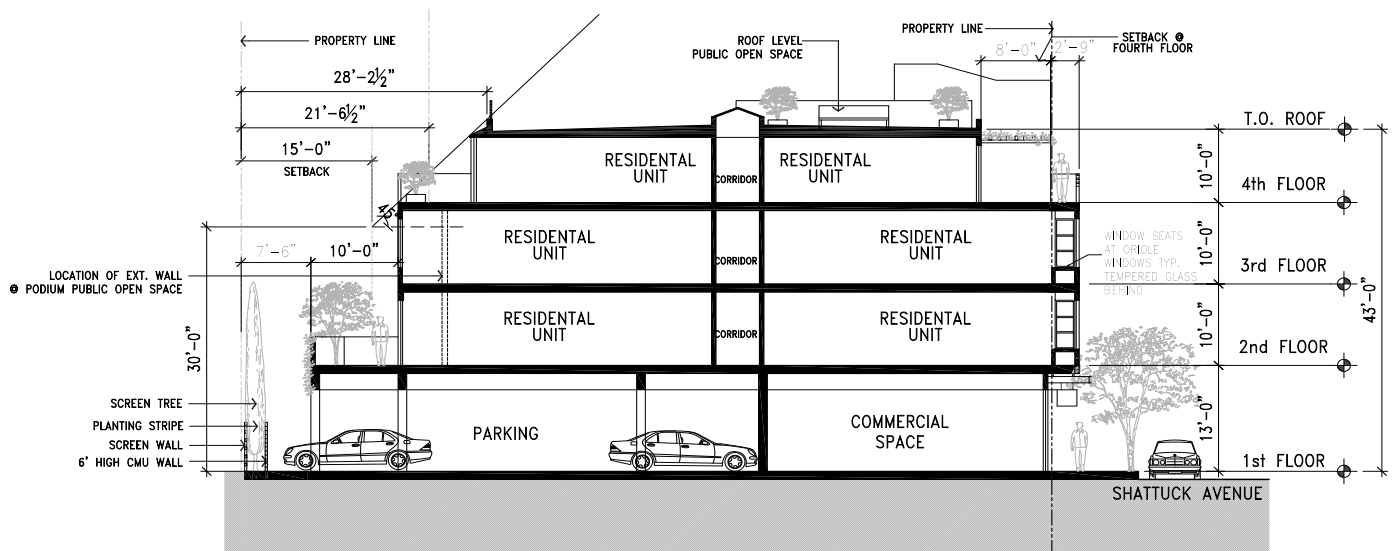 PROPERTY LINE
28'-2½"
21'-6½"
15'-0"
SETBACK
ROOF LEVEL
PUBLIC OPEN SPACE
PROPERTY LINE
SETBACK @
FOURTH FLOOR
8'-0"
2'-9"
T.O. ROOF
RESIDENTAL
UNIT
CORRIDOR
RESIDENTAL
UNIT
10'-0"
4th FLOOR
45°
7'-6"
10'-0"
RESIDENTAL
UNIT
CORRIDOR
RESIDENTAL
UNIT
WINDOW SEATS
AT ORIOLE
WINDOWS TYP.
TEMPERED GLASS
BEHIND
10'-0"
3rd FLOOR
LOCATION OF EXT. WALL
@ PODIUM PUBLIC OPEN SPACE
30'-0"
RESIDENTAL
UNIT
CORRIDOR
RESIDENTAL
UNIT
10'-0"
43'-0"
2nd FLOOR
SCREEN TREE
PLANTING STRIPE
SCREEN WALL
6' HIGH CMU WALL
PARKING
COMMERCIAL
SPACE
13'-0"
1st FLOOR
SHATTUCK AVENUE